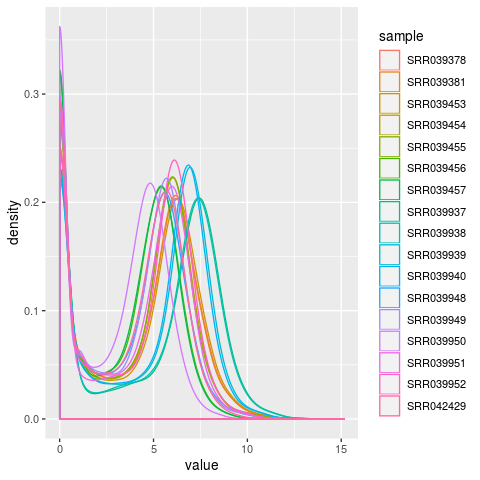 sample
SRR039378
SRR039381
SRR039453
SRR039454
SRR039455
SRR039456
SRR039457
SRR039937
SRR039938
SRR039939
SRR039940
SRR039948
SRR039949
SRR039950
SRR039951
SRR039952
SRR042429
density
0.3
0.2
0.1
0.0
0
5
10
15
value